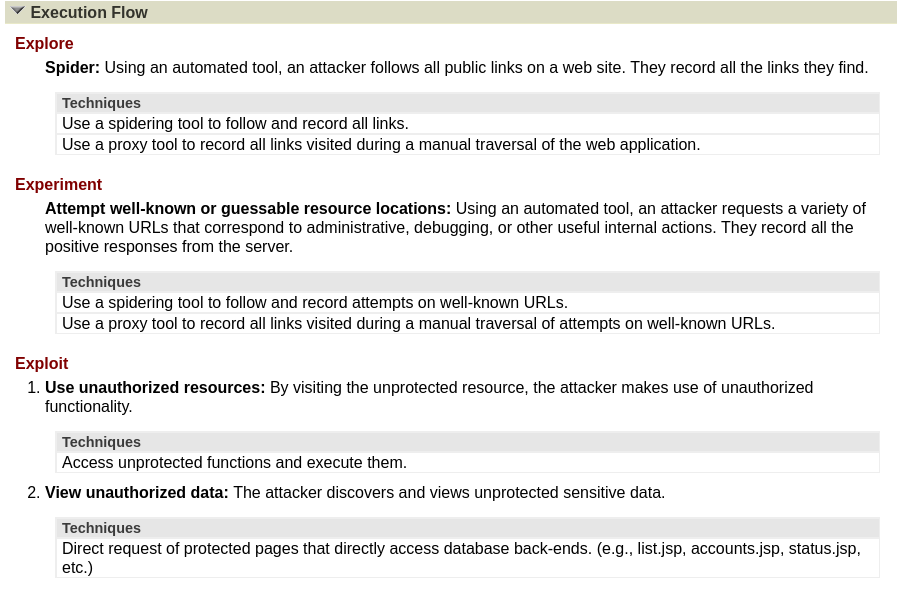 Execution Flow
Explore
Spider: Using an automated tool, an attacker follows all public links on a web site. They record all the links they find.
Techniques
Use a spidering tool to follow and record all links.
Use a proxy tool to record all links visited during a manual traversal of the web application.
Experiment
Attempt well-known or guessable resource locations: Using an automated tool, an attacker requests a variety of
well-known URLs that correspond to administrative, debugging, or other useful internal actions. They record all the
positive responses from the server.
Techniques
Use a spidering tool to follow and record attempts on well-known URLs.
Use a proxy tool to record all links visited during a manual traversal of attempts on well-known URLs.
Exploit
1. Use unauthorized resources: By visiting the unprotected resource, the attacker makes use of unauthorized
functionality.
Techniques
Access unprotected functions and execute them.
2. View unauthorized data: The attacker discovers and views unprotected sensitive data.
Techniques
Direct request of protected pages that directly access database back-ends. (e.g., list.jsp, accounts.jsp, status.jsp,
etc.)